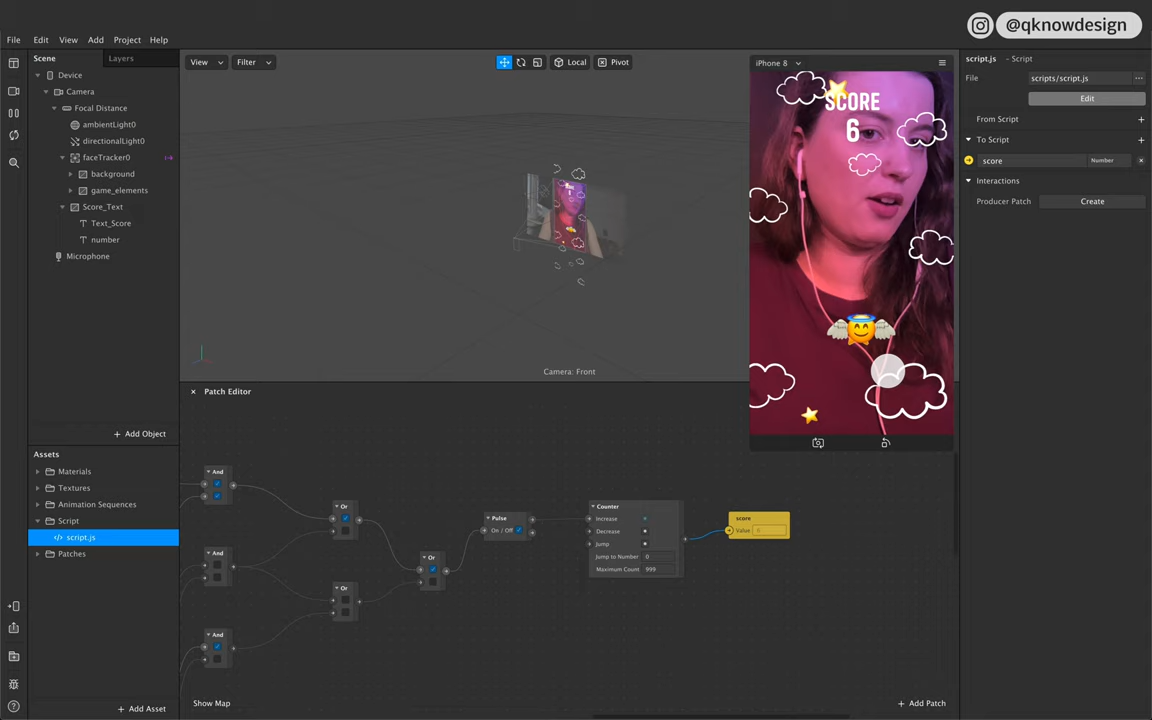 @qknowdesign
File Edit View Add Project Help
Scene Layers
Device
Camera
Focal Distance
ambientLight0
directionalLight0
faceTracker0
background
game_elements
Score_Text
Text_Score
number
Microphone
+ Add Object
Assets
Materials
Textures
Animation Sequences
Script
script.js
Patches
+ Add Asset
View Filter Local Pivot
Camera: Front
iPhone 8
SCORE
6
Patch Editor
And
And
And
Or
Or
Or
Pulse
On / Off
Counter
Increase
Decrease
Jump
Jump to Number 0
Maximum Count 999
score
Value
Show Map
+ Add Patch
script.js - Script
File scripts/script.js ...
Edit
From Script +
To Script +
score Number
Interactions
Producer Patch Create